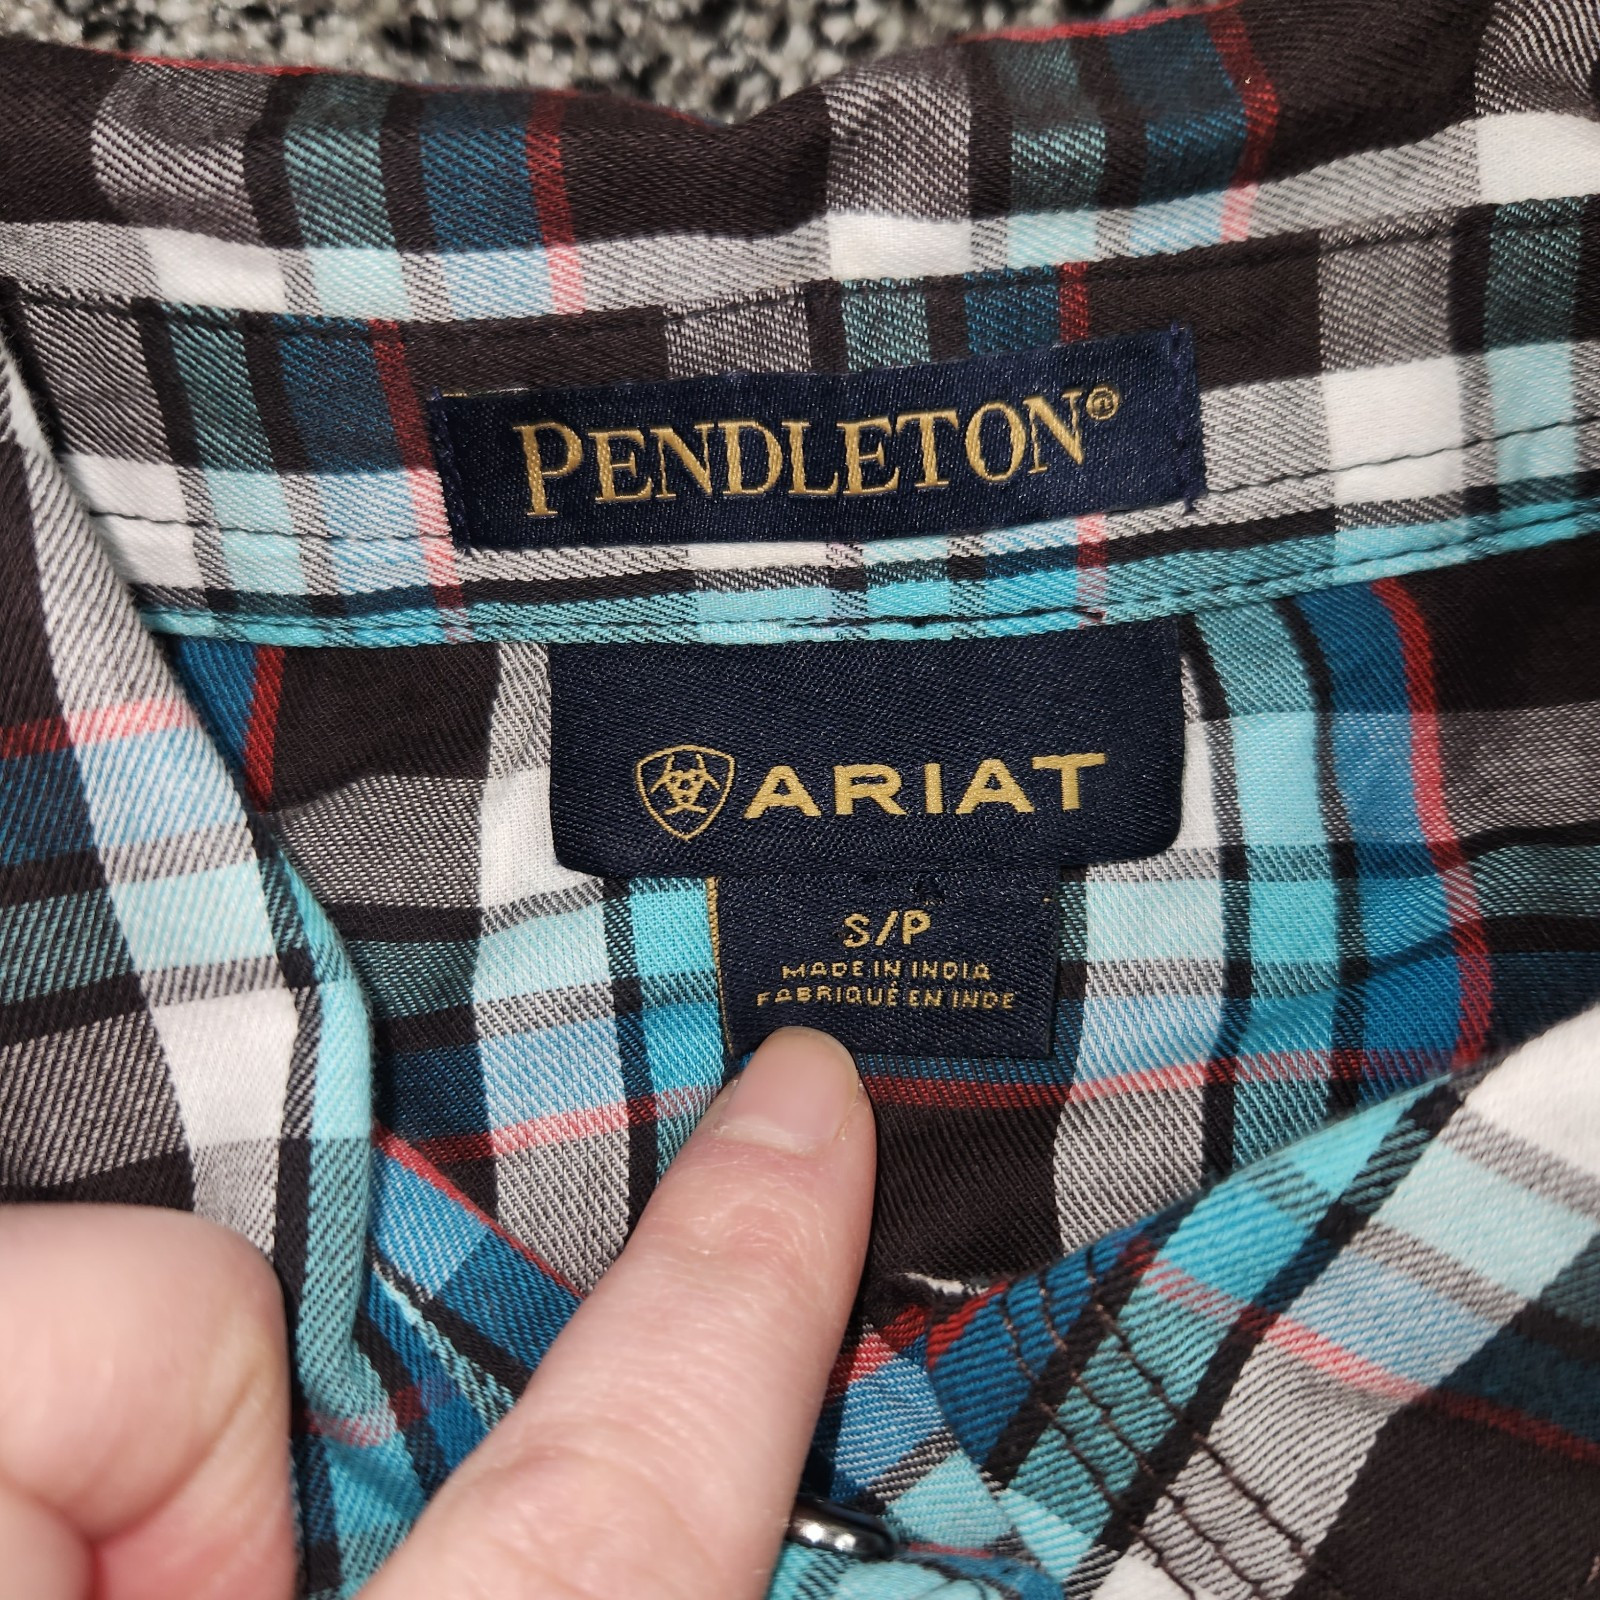 PENDLETON®
ARIAT
S/P
MADE IN INDIA
FABRIQUÉ EN INDE